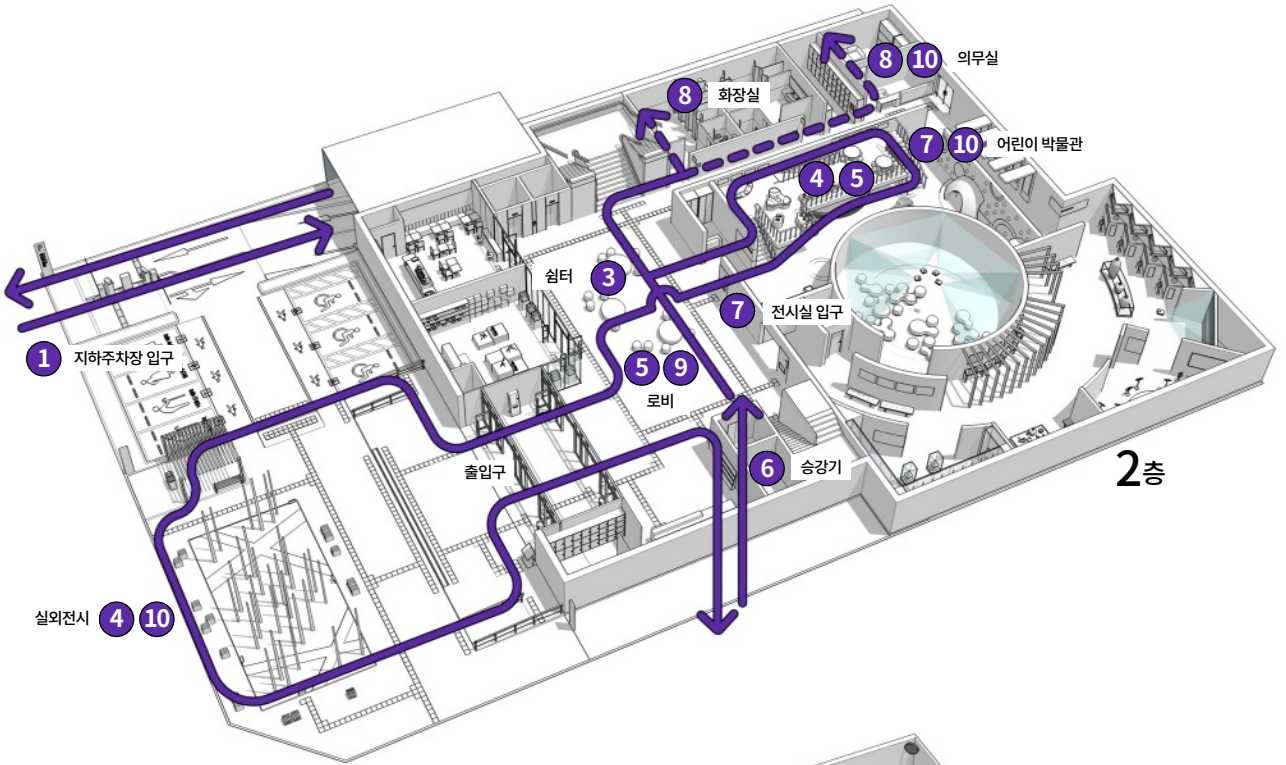 8 10 의무실
8 화장실
7 10 어린이 박물관
4 5
쉼터 3
7 전시실 입구
1 지하주차장 입구
5 9
로비
출입구
6 승강기
2층
실외전시 4 10